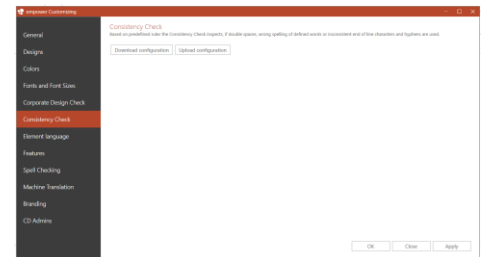 empower Customizing
General
Designs
Colors
Fonts and Font Sizes
Corporate Design Check
Consistency Check
Element language
Features
Spell Checking
Machine Translation
Branding
CD Admins
Consistency Check
Based on predefined rules the Consistency Check inspects, if double spaces, wrong spelling of defined words or inconsistent end of line characters and hyphens are used.
Download configuration Upload configuration
OK Close Apply